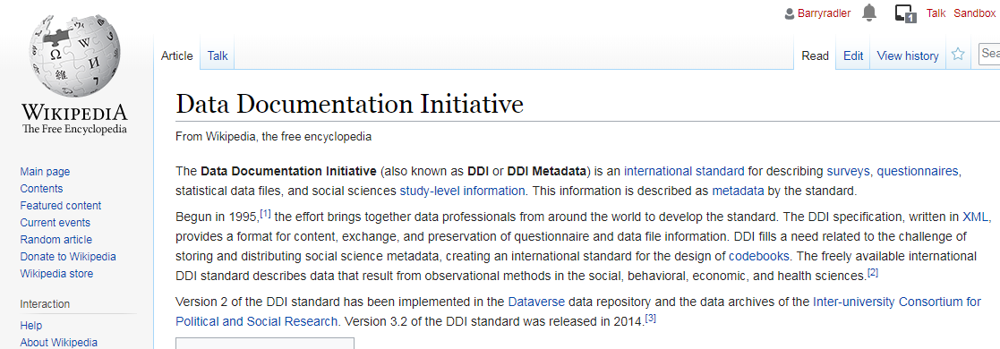 Barryradler 1 Talk Sandbox
Article Talk Read Edit View history
WIKIPEDIA
The Free Encyclopedia
Main page
Contents
Featured content
Current events
Random article
Donate to Wikipedia
Wikipedia store
Interaction
Help
About Wikipedia
Data Documentation Initiative
From Wikipedia, the free encyclopedia
The Data Documentation Initiative (also known as DDI or DDI Metadata) is an international standard for describing surveys, questionnaires,
statistical data files, and social sciences study-level information. This information is described as metadata by the standard.
Begun in 1995,[1] the effort brings together data professionals from around the world to develop the standard. The DDI specification, written in XML,
provides a format for content, exchange, and preservation of questionnaire and data file information. DDI fills a need related to the challenge of
storing and distributing social science metadata, creating an international standard for the design of codebooks. The freely available international
DDI standard describes data that result from observational methods in the social, behavioral, economic, and health sciences.[2]
Version 2 of the DDI standard has been implemented in the Dataverse data repository and the data archives of the Inter-university Consortium for
Political and Social Research. Version 3.2 of the DDI standard was released in 2014.[3]